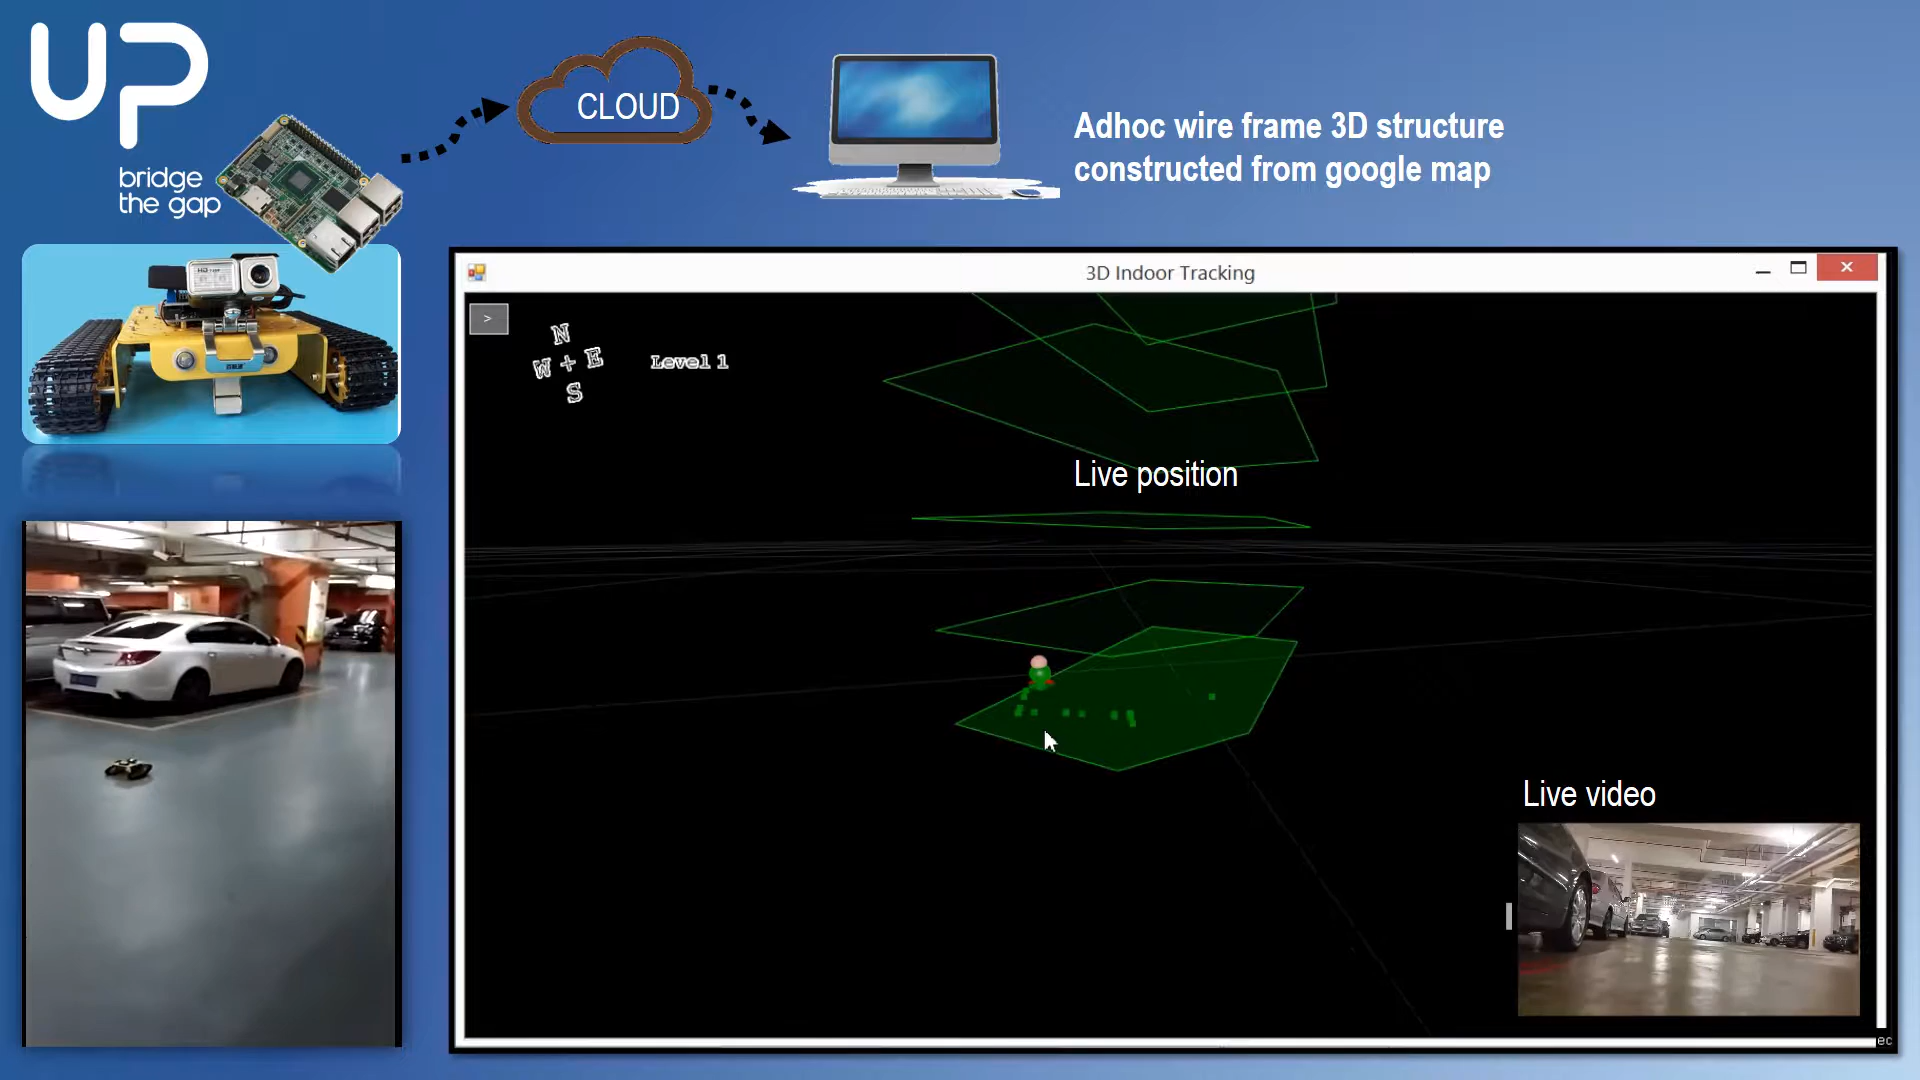 UP
bridge
the gap
CLOUD
Adhoc wire frame 3D structure
constructed from google map
3D Indoor Tracking
>
N
W + E
S
Level 1
Live position
Live video
ec